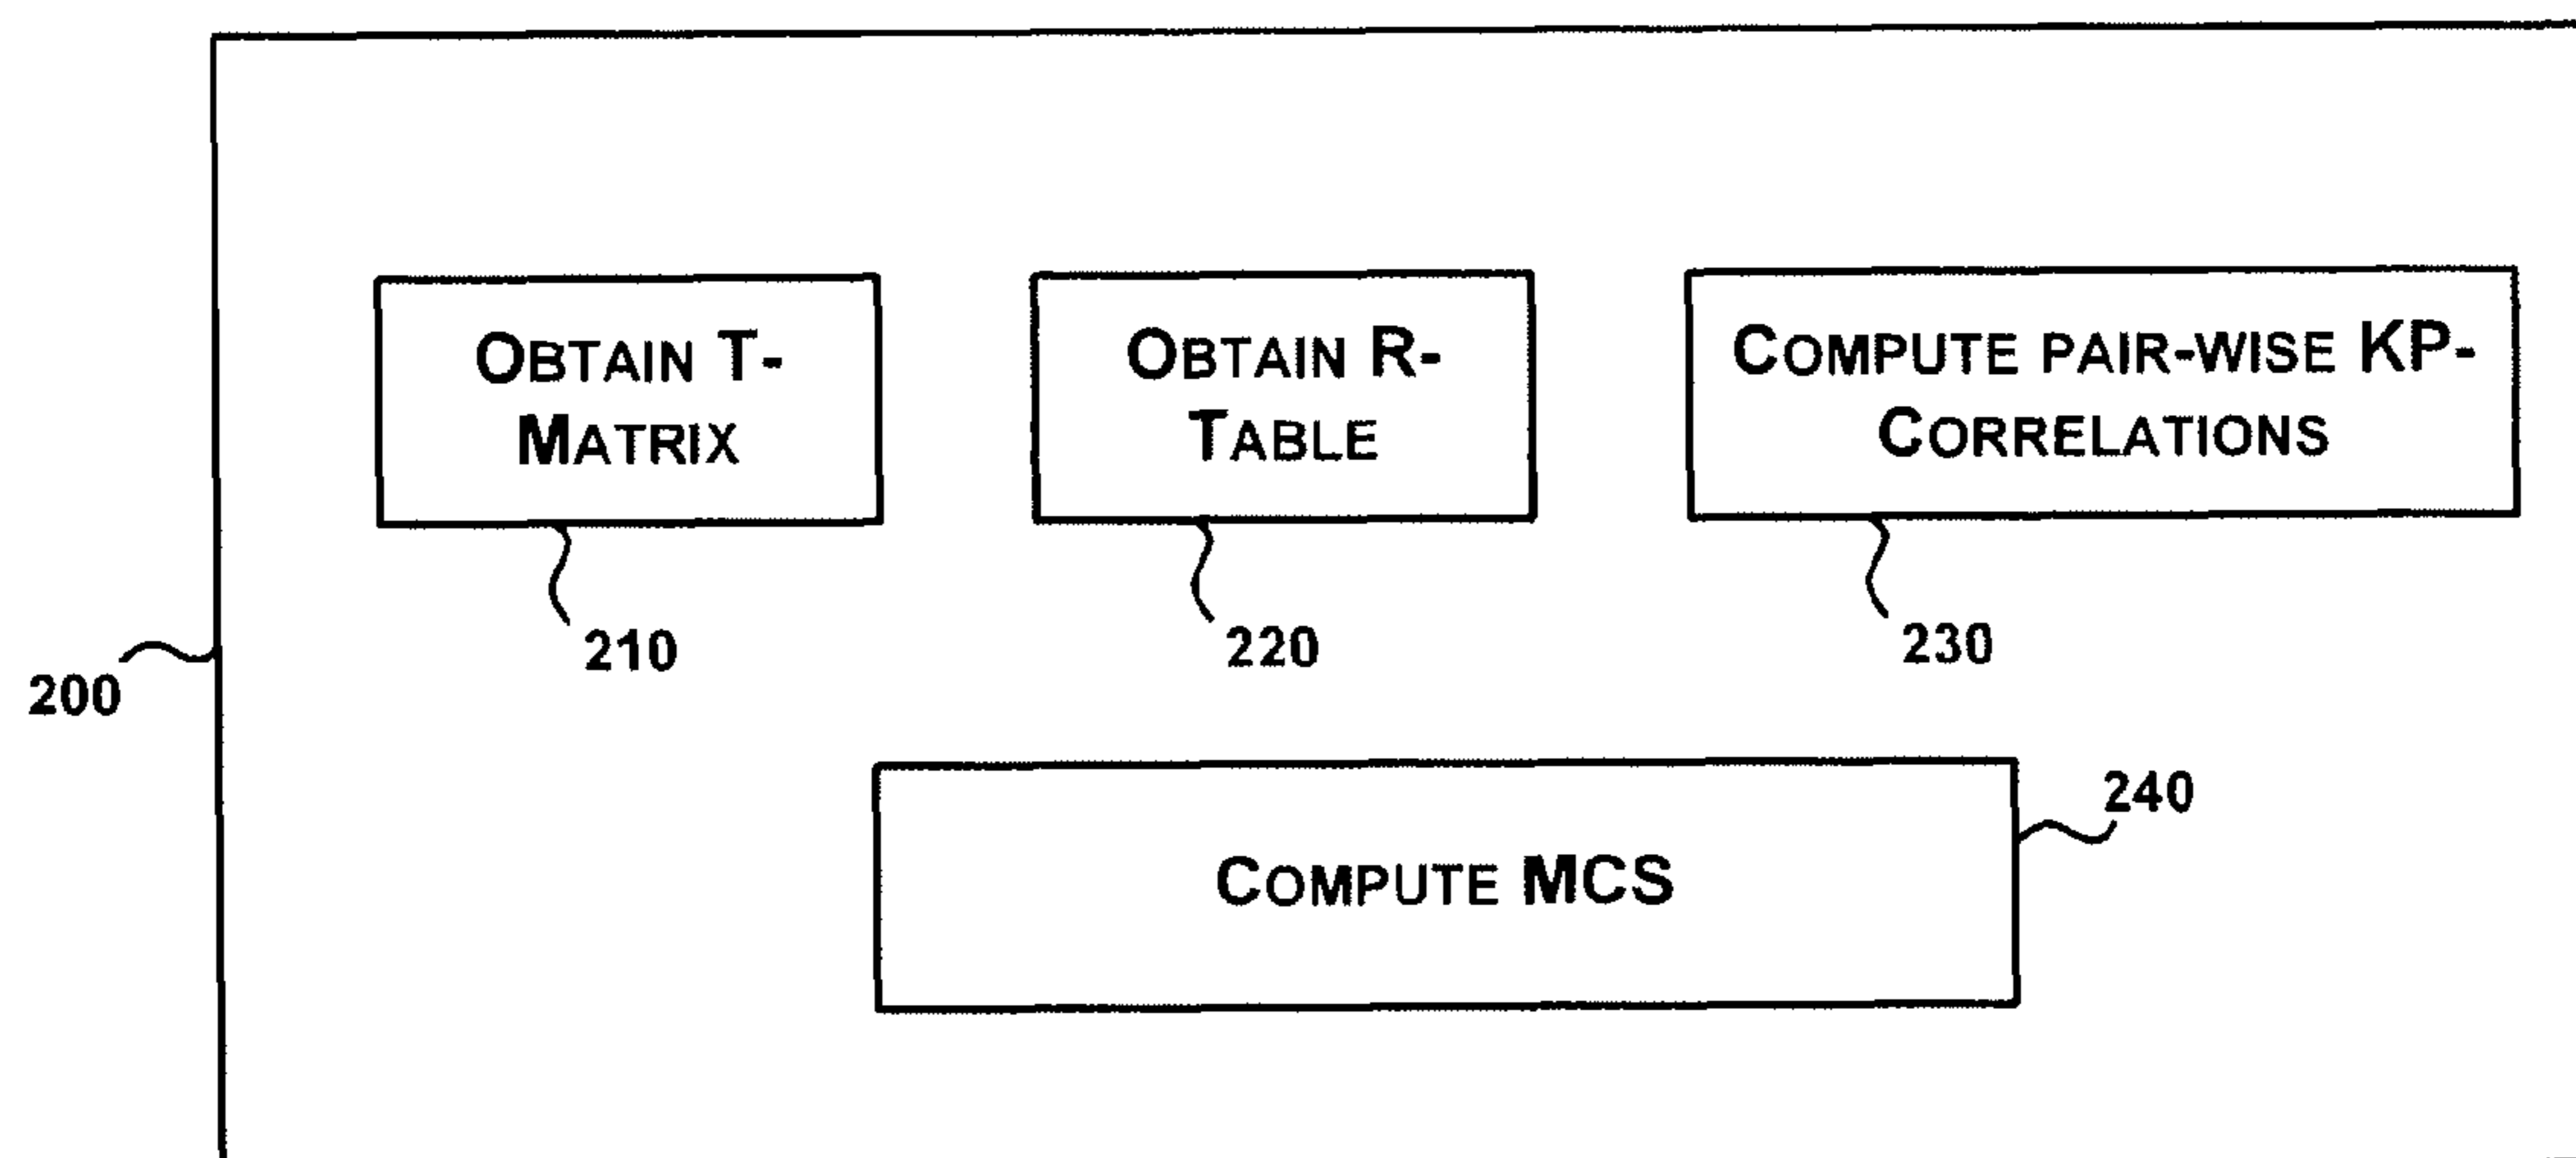 OBTAIN T-
MATRIX
OBTAIN R-
TABLE
COMPUTE PAIR-WISE KP-
CORRELATIONS
210
220
230
200
240
COMPUTE MCS